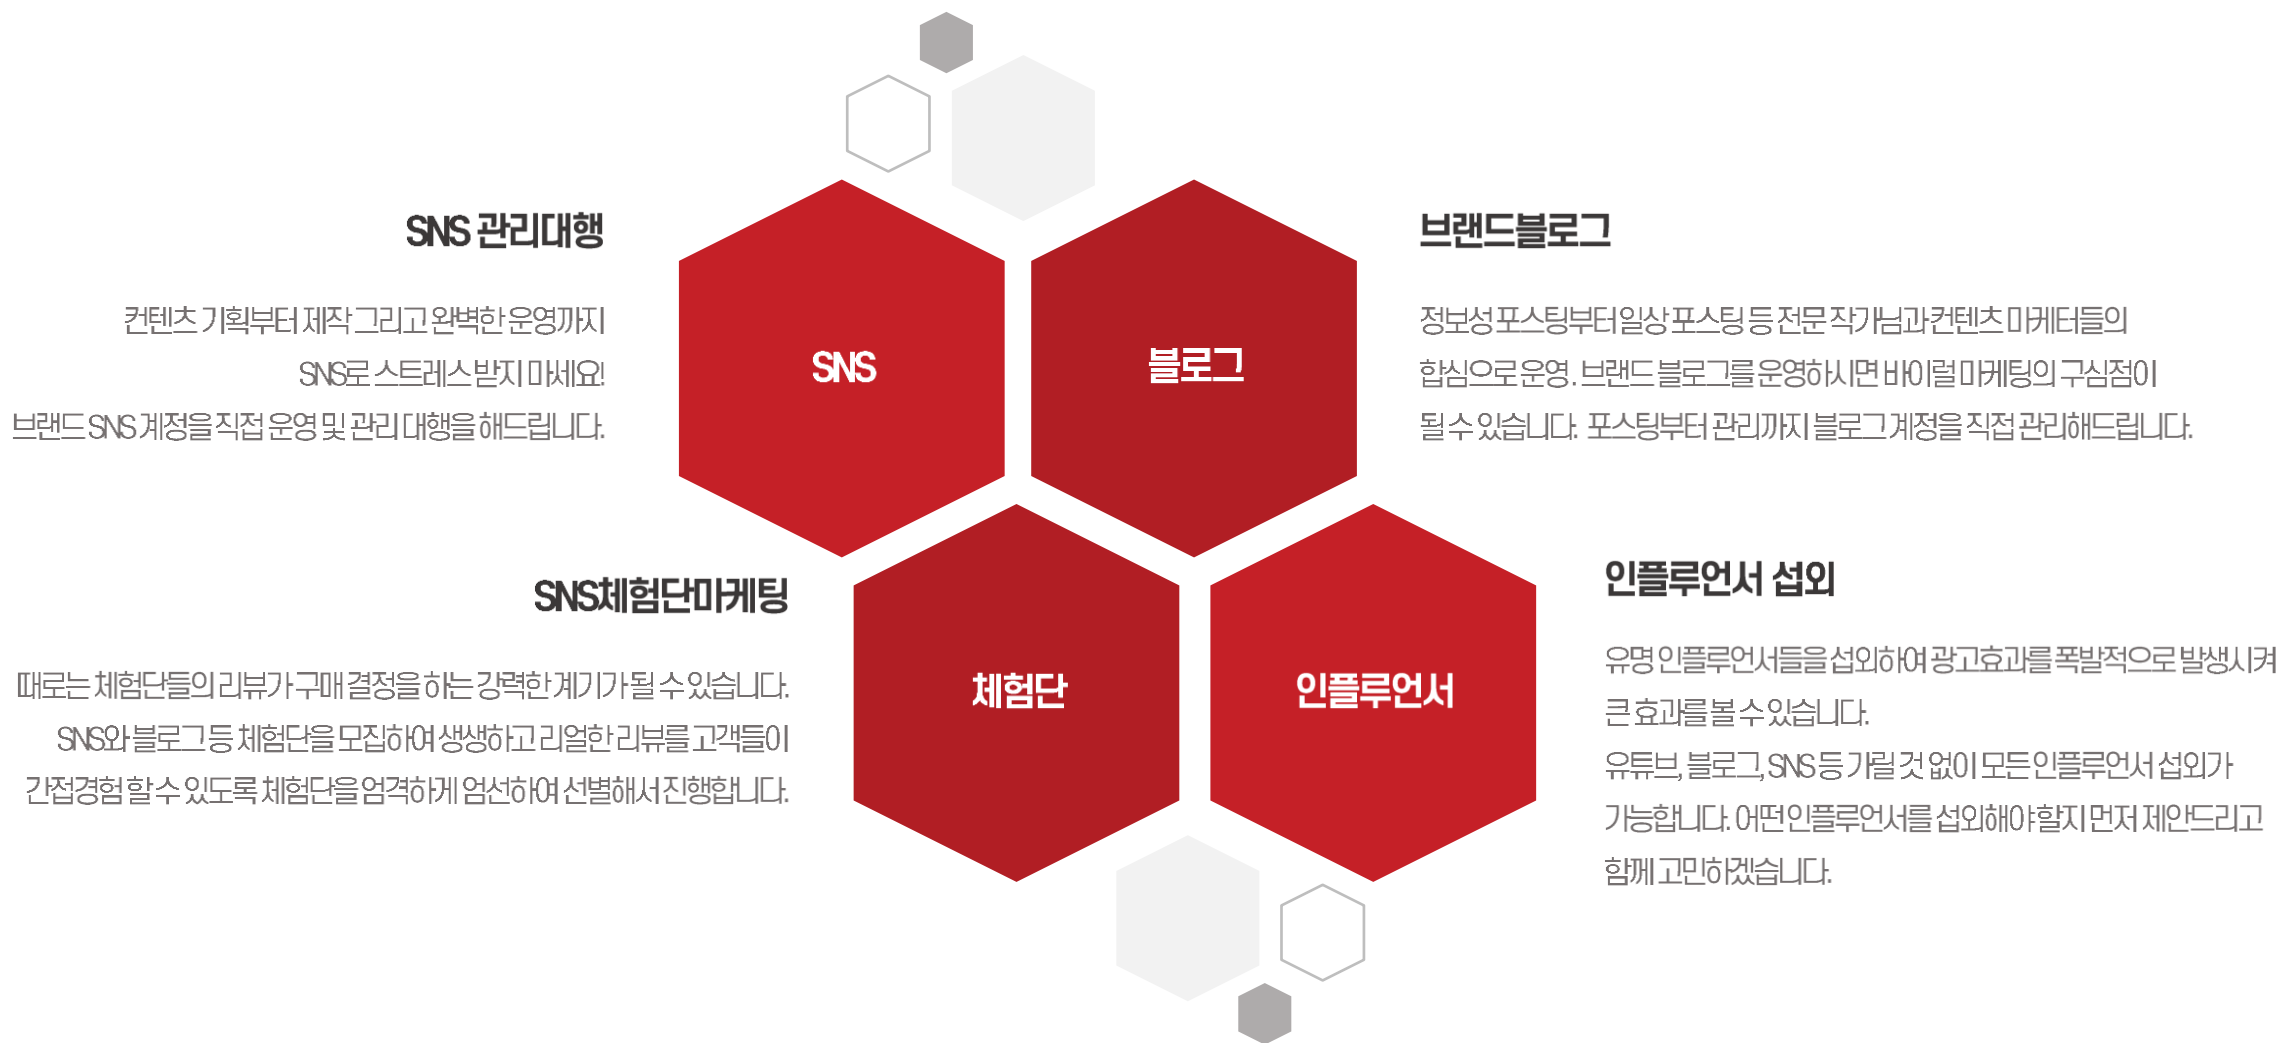 SNS 관리대행
컨텐츠 기획부터 제작 그리고 완벽한 운영까지
SNS로 스트레스 받지 마세요!
브랜드 SNS 계정을 직접 운영 및 관리 대행을 해드립니다.
SNS
블로그
브랜드블로그
정보성 포스팅부터 일상 포스팅 등 전문 작가님과 컨텐츠 마케터들의
합심으로 운영. 브랜드 블로그를 운영하시면 바이럴 마케팅의 구심점이
될 수 있습니다. 포스팅부터 관리까지 블로그 계정을 직접 관리해드립니다.
SNS체험단마케팅
때로는 체험단들의 리뷰가 구매 결정을 하는 강력한 계기가 될 수 있습니다.
SNS와 블로그 등 체험단을 모집하여 생생하고 리얼한 리뷰를 고객들이
간접경험 할 수 있도록 체험단을 엄격하게 엄선하여 선별해서 진행합니다.
체험단
인플루언서
인플루언서 섭외
유명 인플루언서들을 섭외하여 광고효과를 폭발적으로 발생시켜
큰 효과를 볼 수 있습니다.
유튜브, 블로그, SNS 등 가릴 것 없이 모든 인플루언서 섭외가
가능합니다. 어떤 인플루언서를 섭외해야 할지 먼저 제안드리고
함께 고민하겠습니다.